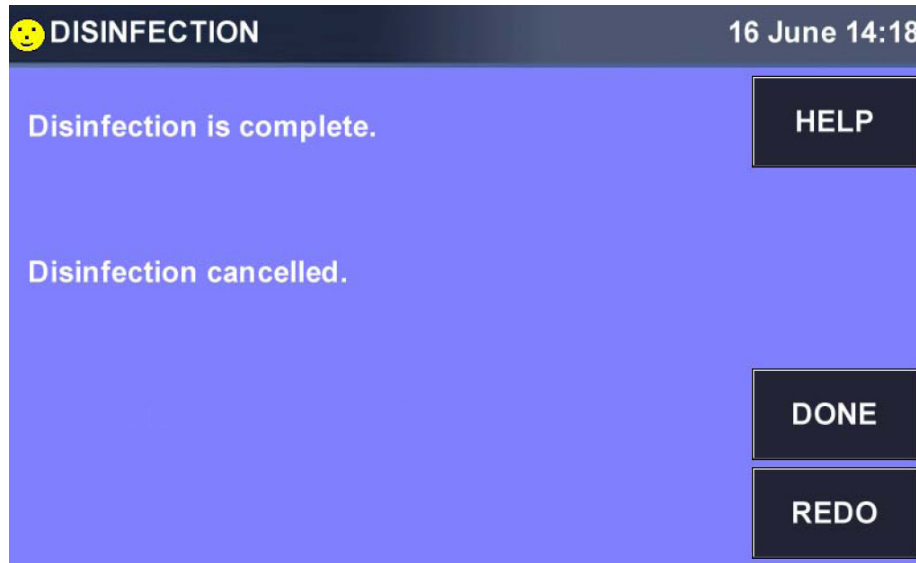 DISINFECTION
16 June 14:18
Disinfection is complete.
HELP
Disinfection cancelled.
DONE
REDO